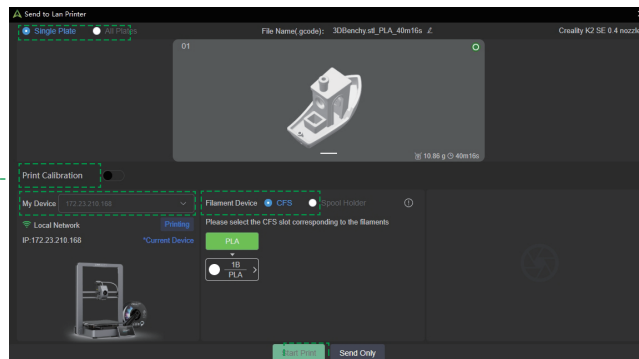 Send to Lan Printer
Single Plate All Plates File Name(.gcode): 3DBenchy.stl_PLA_40m16s Creality K2 SE 0.4 nozzle
01
10.86 g 40m16s
Print Calibration
My Device 172.23.210.168 Filament Device CFS Spool Holder
Local Network Printing Please select the CFS slot corresponding to the filaments
IP:172.23.210.168 *Current Device PLA
1B
PLA
Start Print Send Only